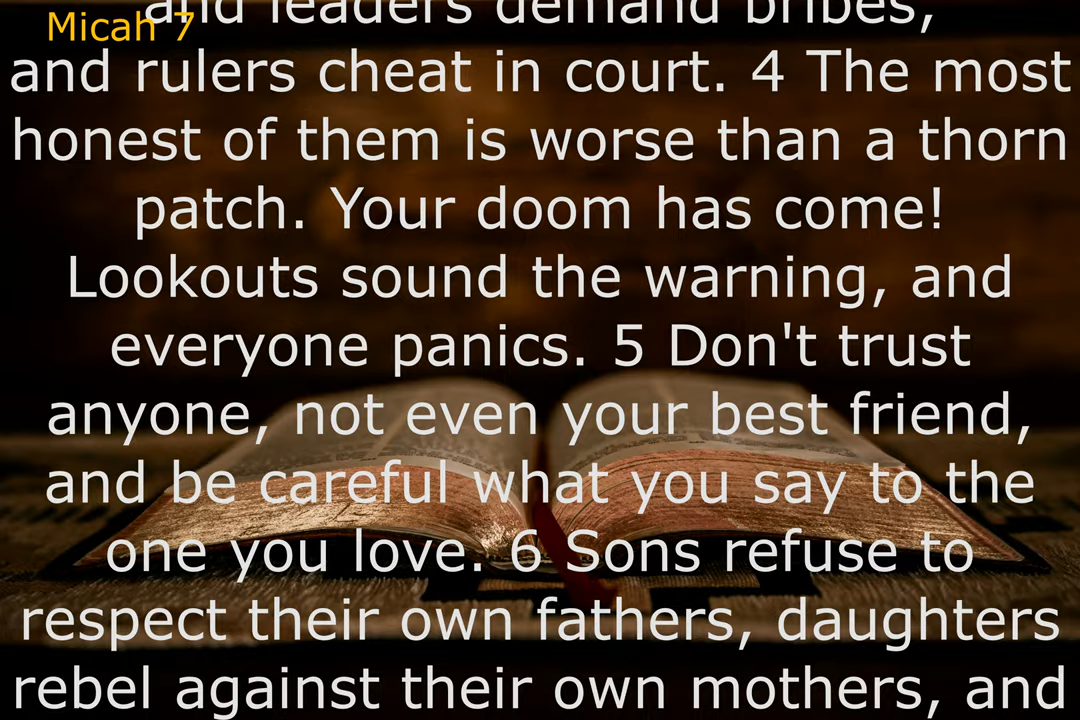 and leaders demand bribes,
Micah 7
and rulers cheat in court. 4 The most
honest of them is worse than a thorn
patch. Your doom has come!
Lookouts sound the warning, and
everyone panics. 5 Don't trust
anyone, not even your best friend,
and be careful what you say to the
one you love. 6 Sons refuse to
respect their own fathers, daughters
rebel against their own mothers, and